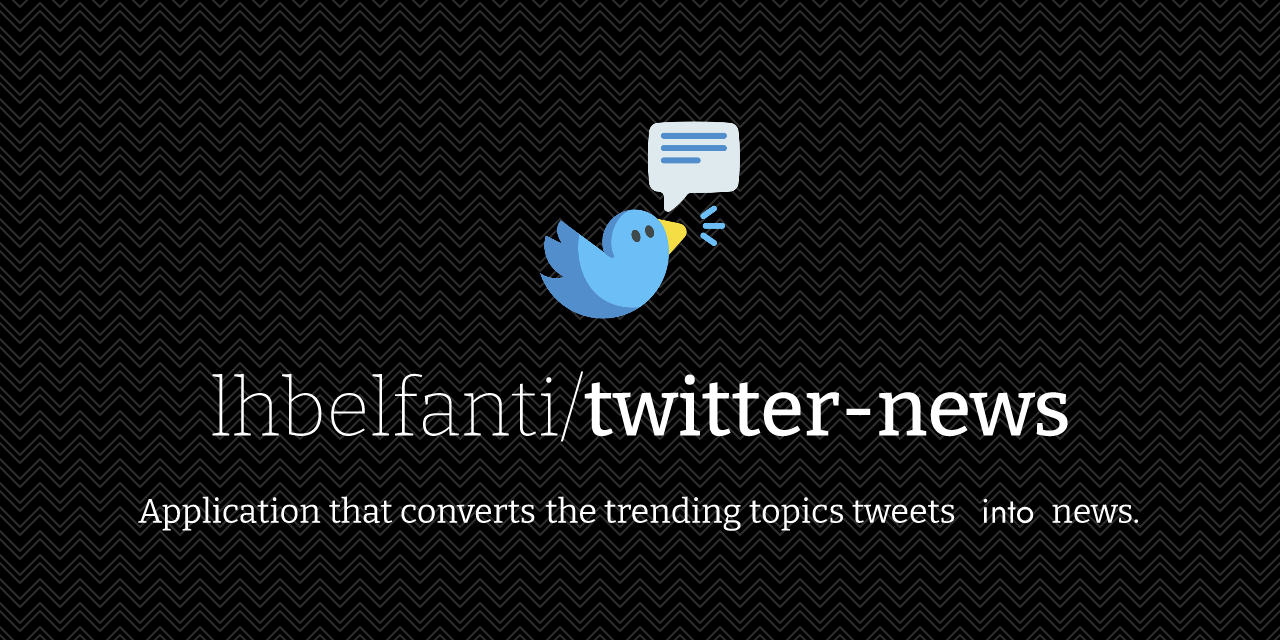 lhbelfanti/twitter-news
Application that converts the trending topics tweets into news.